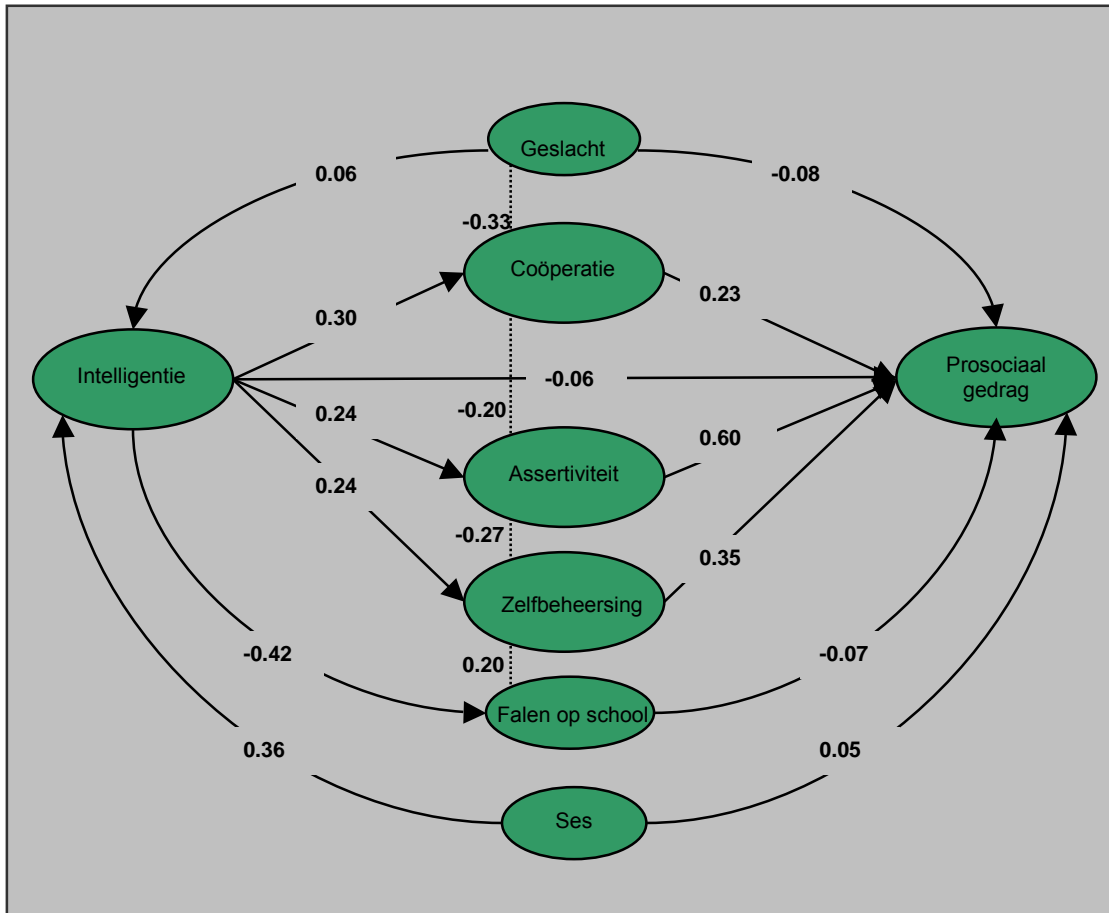 Geslacht
0.06
-0.08
-0.33
Coöperatie
0.30
0.23
Intelligentie
-0.06
Prosociaal
gedrag
0.24
-0.20
0.60
Assertiviteit
0.24
-0.27
0.35
Zelfbeheersing
-0.42
0.20
-0.07
Falen op school
0.36
0.05
Ses